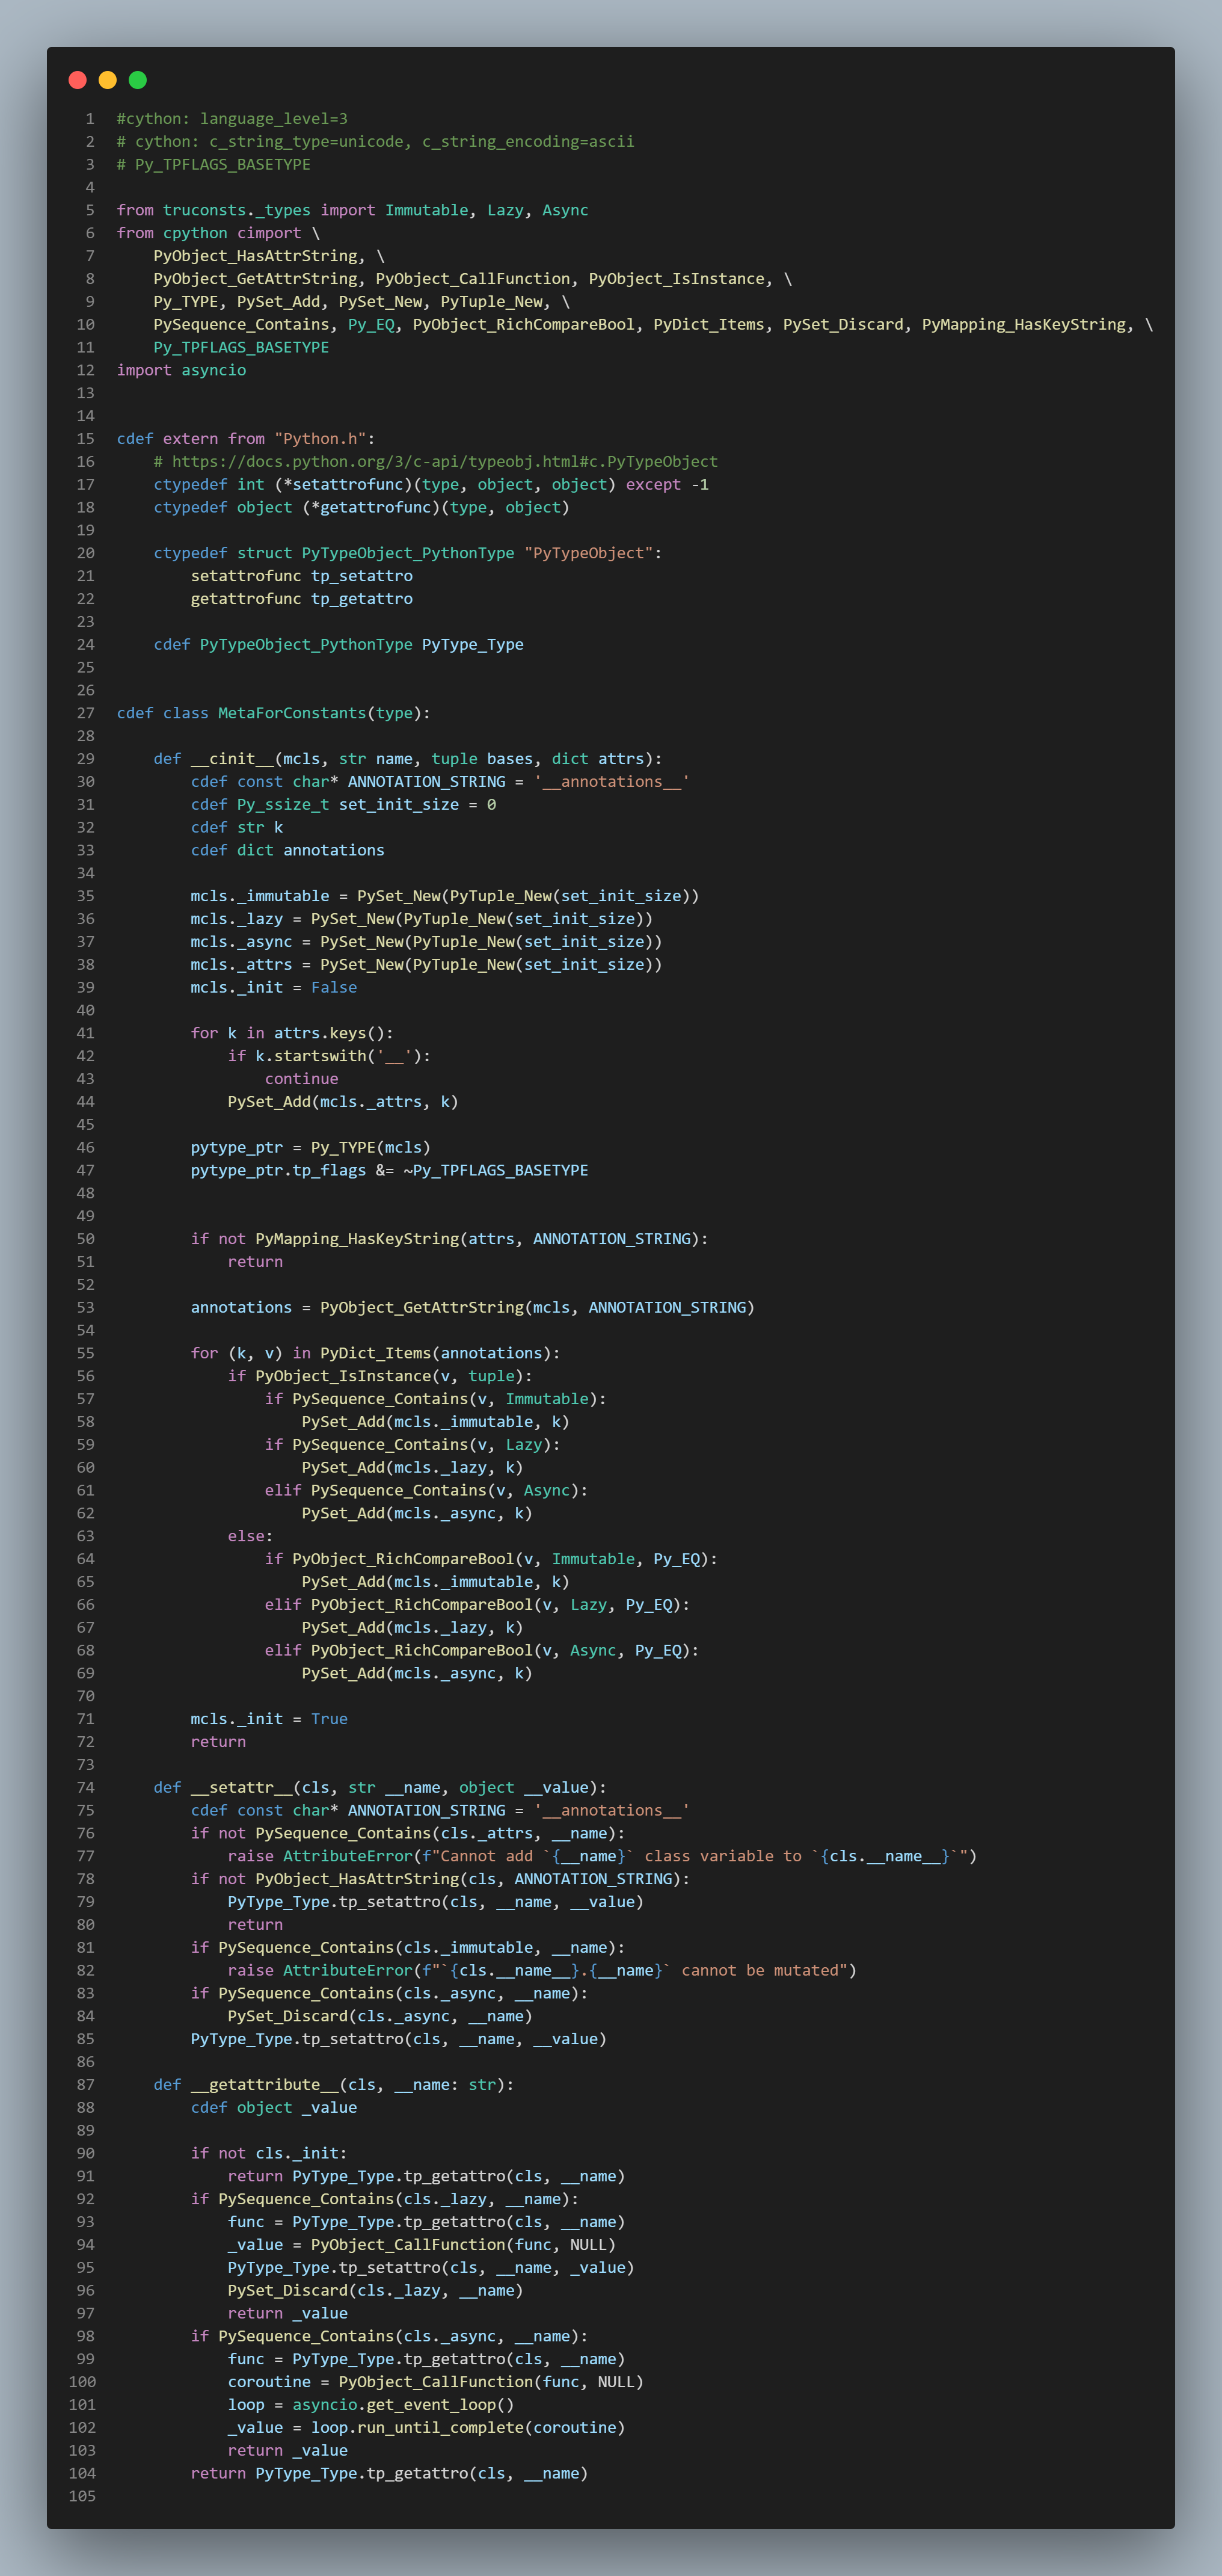 1 #cython: language_level=3
2 # cython: c_string_type=unicode, c_string_encoding=ascii
3 # Py_TPFLAGS_BASETYPE
4
5 from truconsts._types import Immutable, Lazy, Async
6 from cpython cimport \
7     PyObject_HasAttrString, \
8     PyObject_GetAttrString, PyObject_CallFunction, PyObject_IsInstance, \
9     Py_TYPE, PySet_Add, PySet_New, PyTuple_New, \
10     PySequence_Contains, Py_EQ, PyObject_RichCompareBool, PyDict_Items, PySet_Discard, PyMapping_HasKeyString, \
11     Py_TPFLAGS_BASETYPE
12 import asyncio
13
14
15 cdef extern from "Python.h":
16     # https://docs.python.org/3/c-api/typeobj.html#c.PyTypeObject
17     ctypedef int (*setattrofunc)(type, object, object) except -1
18     ctypedef object (*getattrofunc)(type, object)
19
20     ctypedef struct PyTypeObject_PythonType "PyTypeObject":
21         setattrofunc tp_setattro
22         getattrofunc tp_getattro
23
24     cdef PyTypeObject_PythonType PyType_Type
25
26
27 cdef class MetaForConstants(type):
28
29     def __cinit__(mcls, str name, tuple bases, dict attrs):
30         cdef const char* ANNOTATION_STRING = '__annotations__'
31         cdef Py_ssize_t set_init_size = 0
32         cdef str k
33         cdef dict annotations
34
35         mcls._immutable = PySet_New(PyTuple_New(set_init_size))
36         mcls._lazy = PySet_New(PyTuple_New(set_init_size))
37         mcls._async = PySet_New(PyTuple_New(set_init_size))
38         mcls._attrs = PySet_New(PyTuple_New(set_init_size))
39         mcls._init = False
40
41         for k in attrs.keys():
42             if k.startswith('__'):
43                 continue
44             PySet_Add(mcls._attrs, k)
45
46         pytype_ptr = Py_TYPE(mcls)
47         pytype_ptr.tp_flags &= ~Py_TPFLAGS_BASETYPE
48
49
50         if not PyMapping_HasKeyString(attrs, ANNOTATION_STRING):
51             return
52
53         annotations = PyObject_GetAttrString(mcls, ANNOTATION_STRING)
54
55         for (k, v) in PyDict_Items(annotations):
56             if PyObject_IsInstance(v, tuple):
57                 if PySequence_Contains(v, Immutable):
58                     PySet_Add(mcls._immutable, k)
59                 if PySequence_Contains(v, Lazy):
60                     PySet_Add(mcls._lazy, k)
61                 elif PySequence_Contains(v, Async):
62                     PySet_Add(mcls._async, k)
63             else:
64                 if PyObject_RichCompareBool(v, Immutable, Py_EQ):
65                     PySet_Add(mcls._immutable, k)
66                 elif PyObject_RichCompareBool(v, Lazy, Py_EQ):
67                     PySet_Add(mcls._lazy, k)
68                 elif PyObject_RichCompareBool(v, Async, Py_EQ):
69                     PySet_Add(mcls._async, k)
70
71         mcls._init = True
72         return
73
74     def __setattr__(cls, str __name, object __value):
75         cdef const char* ANNOTATION_STRING = '__annotations__'
76         if not PySequence_Contains(cls._attrs, __name):
77             raise AttributeError(f"Cannot add `{__name}` class variable to `{cls.__name__}`")
78         if not PyObject_HasAttrString(cls, ANNOTATION_STRING):
79             PyType_Type.tp_setattro(cls, __name, __value)
80             return
81         if PySequence_Contains(cls._immutable, __name):
82             raise AttributeError(f"`{cls.__name__}.{__name}` cannot be mutated")
83         if PySequence_Contains(cls._async, __name):
84             PySet_Discard(cls._async, __name)
85         PyType_Type.tp_setattro(cls, __name, __value)
86
87     def __getattribute__(cls, __name: str):
88         cdef object _value
89
90         if not cls._init:
91             return PyType_Type.tp_getattro(cls, __name)
92         if PySequence_Contains(cls._lazy, __name):
93             func = PyType_Type.tp_getattro(cls, __name)
94             _value = PyObject_CallFunction(func, NULL)
95             PyType_Type.tp_setattro(cls, __name, _value)
96             PySet_Discard(cls._lazy, __name)
97             return _value
98         if PySequence_Contains(cls._async, __name):
99             func = PyType_Type.tp_getattro(cls, __name)
100             coroutine = PyObject_CallFunction(func, NULL)
101             loop = asyncio.get_event_loop()
102             _value = loop.run_until_complete(coroutine)
103             return _value
104         return PyType_Type.tp_getattro(cls, __name)
105